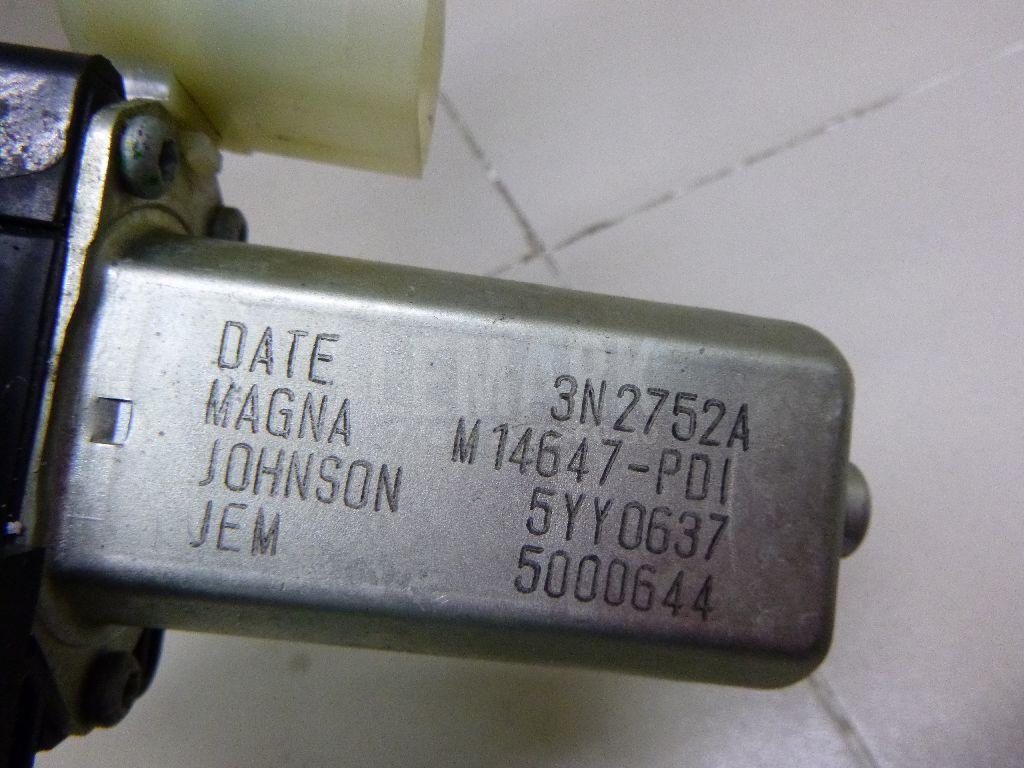 DATE 3N2752A
MAGNA M14647-PDI
JOHNSON 5YY0637
JEM 5000644